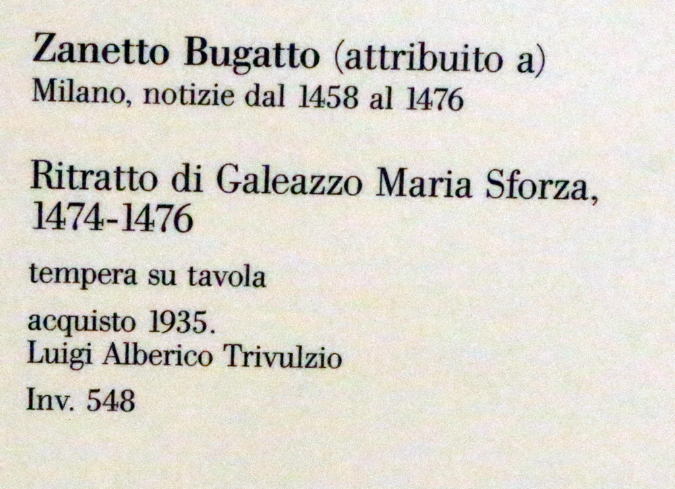 Zanetto Bugatto (attribuito a)
Milano, notizie dal 1458 al 1476
Ritratto di Galeazzo Maria Sforza,
1474-1476
tempera su tavola
acquisto 1935.
Luigi Alberico Trivulzio
Inv. 548